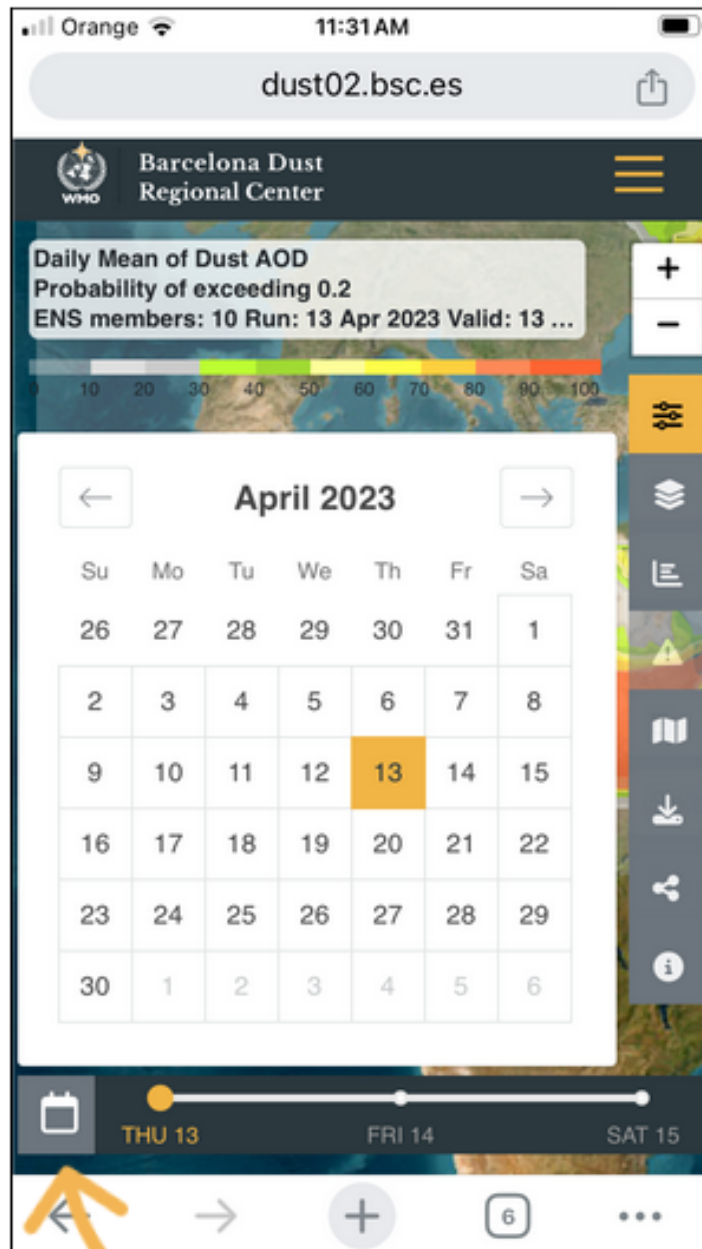 Orange 11:31 AM
dust02.bsc.es
WMO
Barcelona Dust
Regional Center
Daily Mean of Dust AOD
Probability of exceeding 0.2
ENS members: 10 Run: 13 Apr 2023 Valid: 13 ...
0 10 20 30 40 50 60 70 80 90 100
+
−
← April 2023 →
Su Mo Tu We Th Fr Sa
26 27 28 29 30 31 1
2 3 4 5 6 7 8
9 10 11 12 13 14 15
16 17 18 19 20 21 22
23 24 25 26 27 28 29
30 1 2 3 4 5 6
THU 13 FRI 14 SAT 15
6